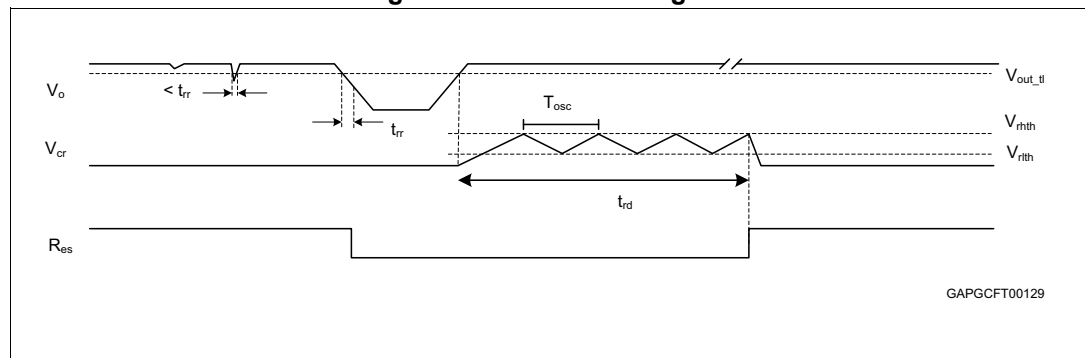 V_o
< t_rr
t_rr
V_out_tl
T_osc
V_rhth
V_cr
V_rlth
t_rd
R_es
GAPGCFT00129